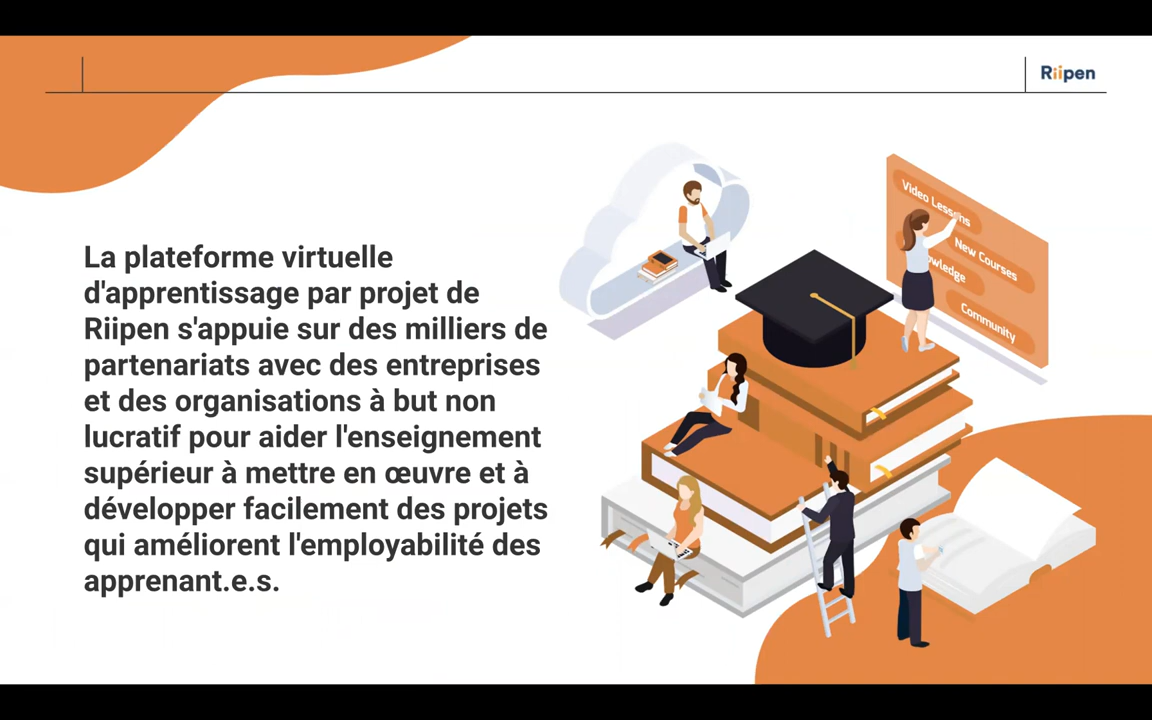 Riipen
La plateforme virtuelle
d'apprentissage par projet de
Riipen s'appuie sur des milliers de
partenariats avec des entreprises
et des organisations à but non
lucratif pour aider l'enseignement
supérieur à mettre en œuvre et à
développer facilement des projets
qui améliorent l'employabilité des
apprenant.e.s.
Video Lessons
New Courses
Community